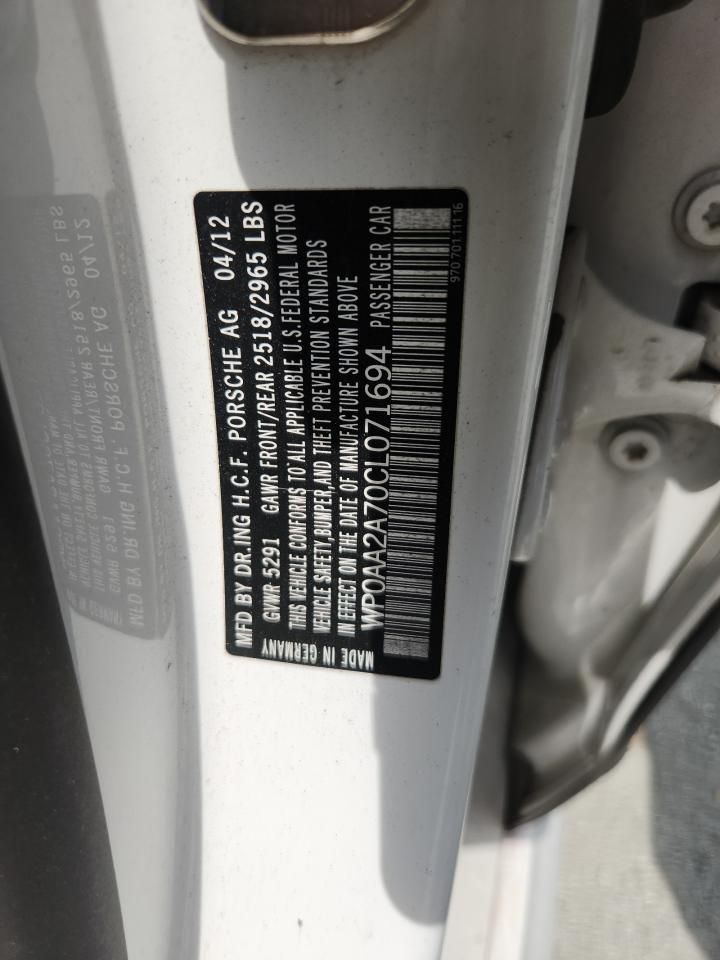 MFD BY DR.ING H.C.F. PORSCHE AG 04/12
GVWR 5291 GAWR FRONT/REAR 2518/2965 LBS
THIS VEHICLE CONFORMS TO ALL APPLICABLE U.S.FEDERAL MOTOR
VEHICLE SAFETY,BUMPER,AND THEFT PREVENTION STANDARDS
IN EFFECT ON THE DATE OF MANUFACTURE SHOWN ABOVE
MADE IN GERMANY WP0AA2A70CL071694 PASSENGER CAR
970 701 111 16